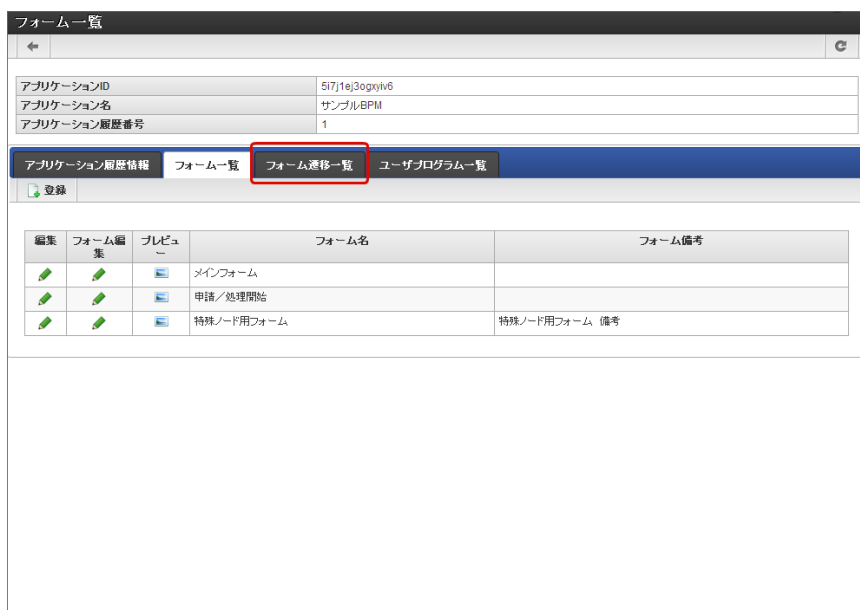 フォーム一覧
アプリケーションID 5i7j1ej3ogxyiv6
アプリケーション名 サンプルBPM
アプリケーション履歴番号 1
アプリケーション履歴情報 フォーム一覧 フォーム遷移一覧 ユーザプログラム一覧
登録
編集 フォーム編集 プレビュー フォーム名 フォーム備考
メインフォーム
申請／処理開始
特殊ノード用フォーム 特殊ノード用フォーム 備考